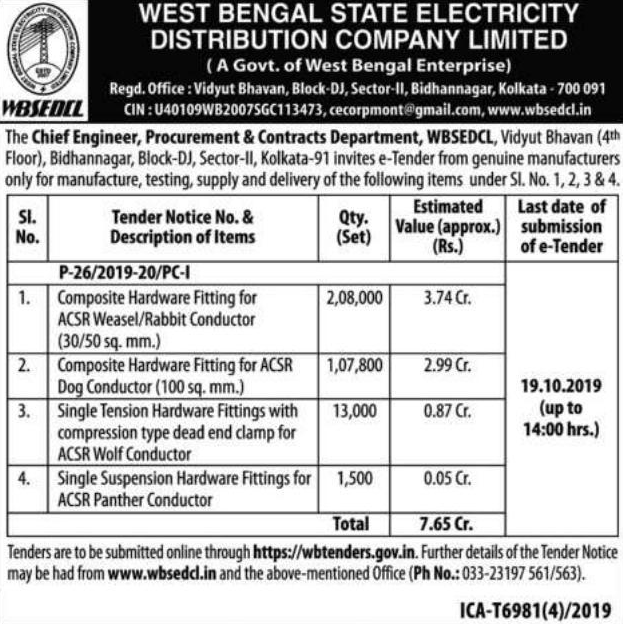 WEST BENGAL STATE ELECTRICITY
DISTRIBUTION COMPANY LIMITED
( A Govt. of West Bengal Enterprise)
Regd. Office : Vidyut Bhavan, Block-DJ, Sector-II, Bidhannagar, Kolkata - 700 091
WBSEDCL
CIN : U40109WB2007SGC113473, cecorpmont@gmail.com, www.wbsedcl.in
The Chief Engineer, Procurement & Contracts Department, WBSEDCL, Vidyut Bhavan (4th
Floor), Bidhannagar, Block-DJ, Sector-II, Kolkata-91 invites e-Tender from genuine manufacturers
only for manufacture, testing, supply and delivery of the following items under Sl. No. 1, 2, 3 & 4.
Sl. No. Tender Notice No. & Description of Items Qty. (Set) Estimated Value (approx.) (Rs.) Last date of submission of e-Tender
P-26/2019-20/PC-I
1. Composite Hardware Fitting for 2,08,000 3.74 Cr.
ACSR Weasel/Rabbit Conductor
(30/50 sq. mm.)
2. Composite Hardware Fitting for ACSR 1,07,800 2.99 Cr.
Dog Conductor (100 sq. mm.)
19.10.2019
(up to
14:00 hrs.)
3. Single Tension Hardware Fittings with 13,000 0.87 Cr.
compression type dead end clamp for
ACSR Wolf Conductor
4. Single Suspension Hardware Fittings for 1,500 0.05 Cr.
ACSR Panther Conductor
Total 7.65 Cr.
Tenders are to be submitted online through https://wbtenders.gov.in. Further details of the Tender Notice
may be had from www.wbsedcl.in and the above-mentioned Office (Ph No.: 033-23197 561/563).
ICA-T6981(4)/2019